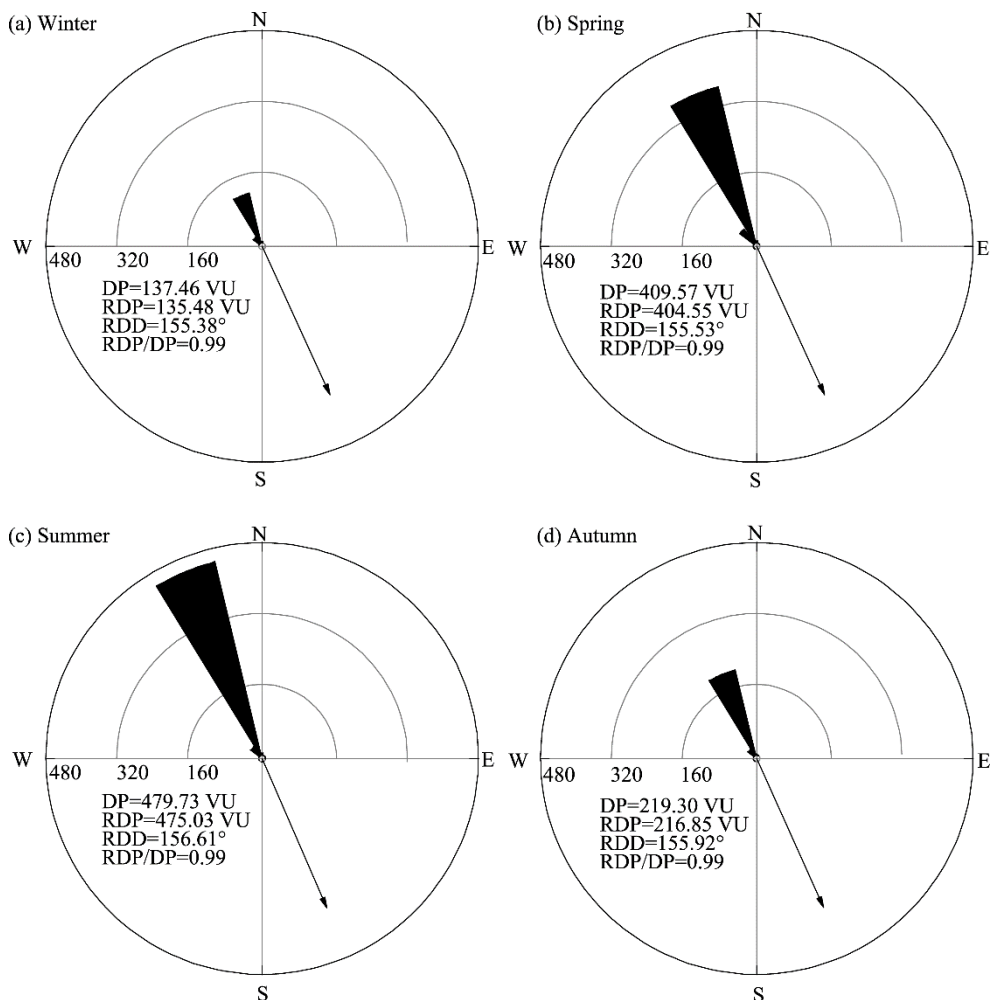 (a) Winter
N
W
E
480 320 160
DP=137.46 VU
RDP=135.48 VU
RDD=155.38°
RDP/DP=0.99
S
(b) Spring
N
W
E
480 320 160
DP=409.57 VU
RDP=404.55 VU
RDD=155.53°
RDP/DP=0.99
S
(c) Summer
N
W
E
480 320 160
DP=479.73 VU
RDP=475.03 VU
RDD=156.61°
RDP/DP=0.99
S
(d) Autumn
N
W
E
480 320 160
DP=219.30 VU
RDP=216.85 VU
RDD=155.92°
RDP/DP=0.99
S